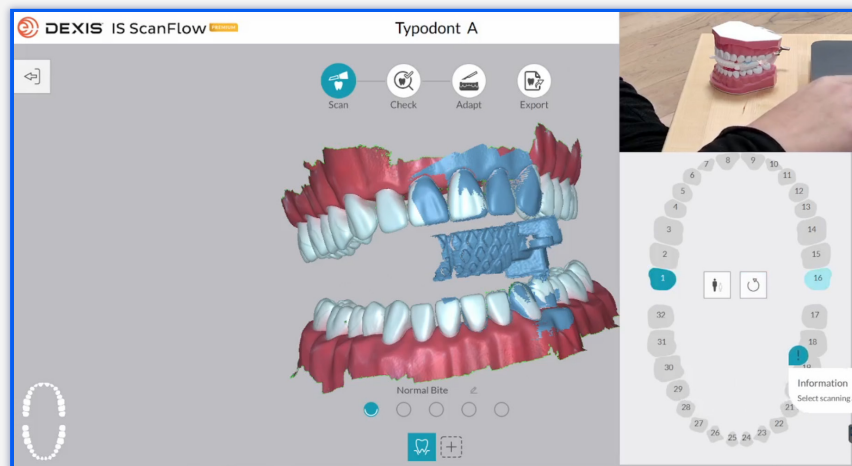 DEXIS IS ScanFlow PREMIUM
Typodont A
Scan Check Adapt Export
Normal Bite
7 8 9 10
6 11
5 12
4 13
3 14
2 15
1 16
32 17
31 18
!
30
29
28 21
27 22
26 25 24 23
Information
Select scanning